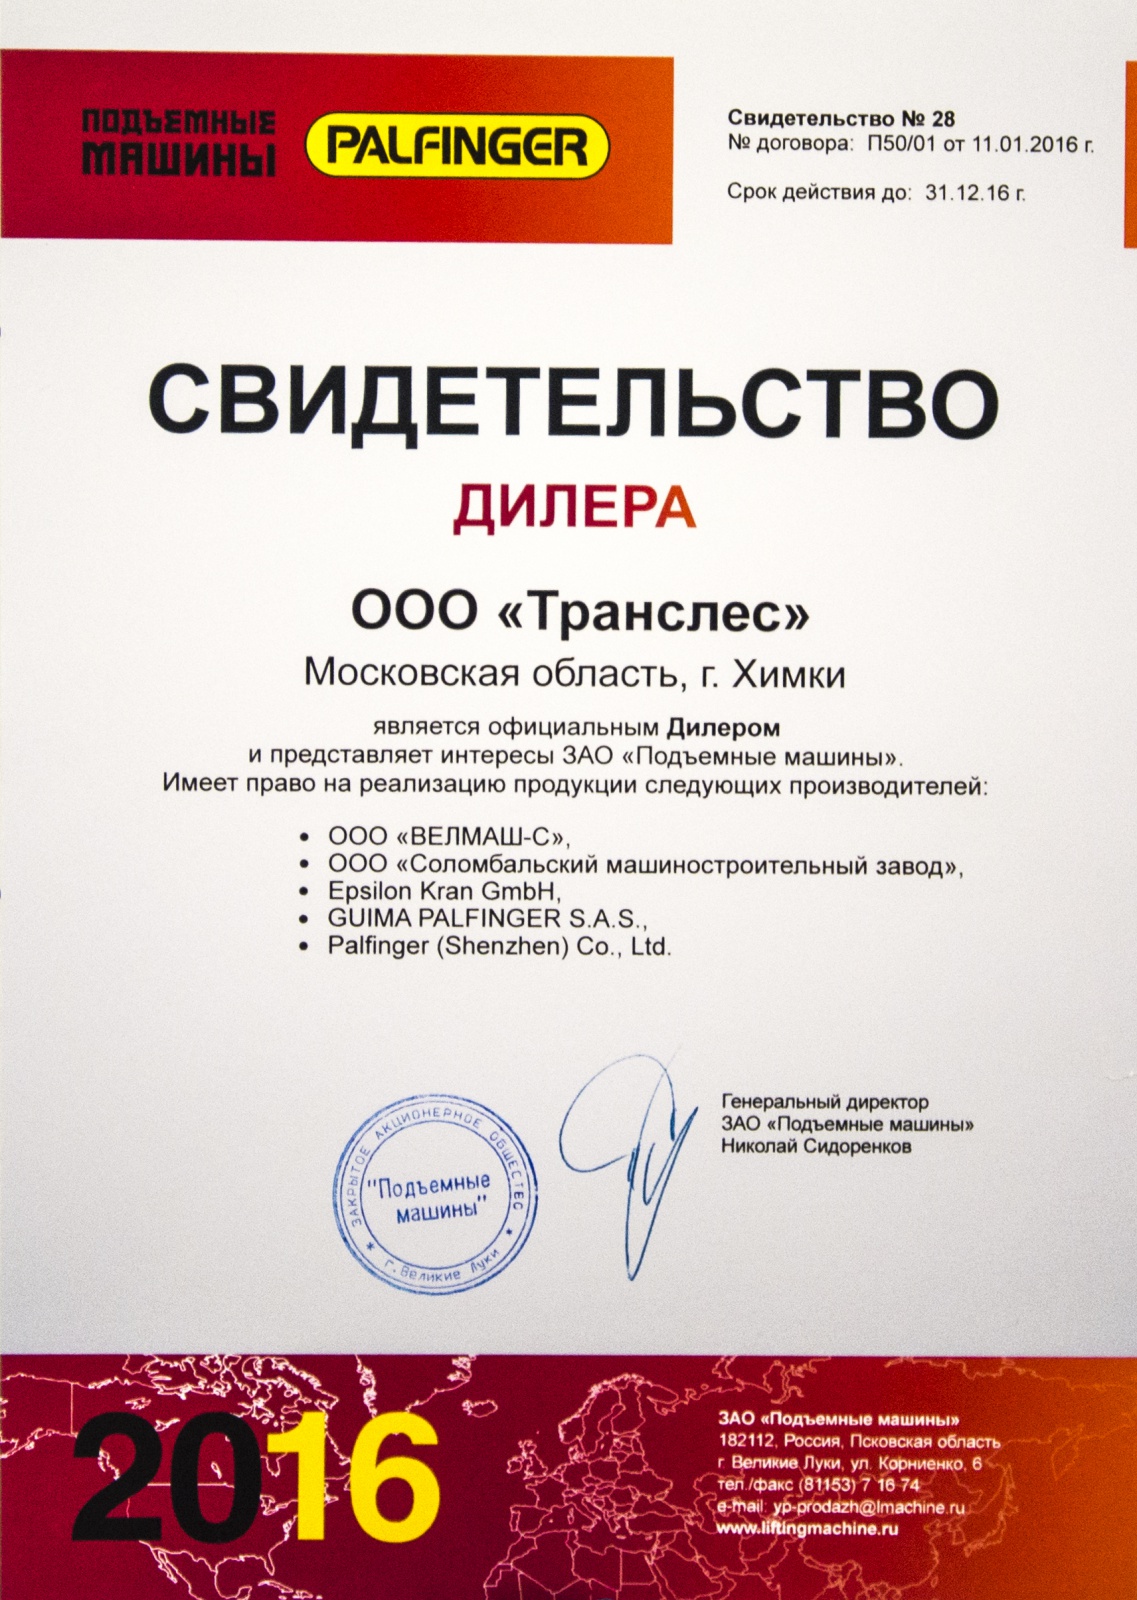 ПОДЪЕМНЫЕ
МАШИНЫ
PALFINGER
Свидетельство № 28
№ договора: П50/01 от 11.01.2016 г.
Срок действия до: 31.12.16 г.
СВИДЕТЕЛЬСТВО
ДИЛЕРА
ООО «Транслес»
Московская область, г. Химки
является официальным Дилером
и представляет интересы ЗАО «Подъемные машины».
Имеет право на реализацию продукции следующих производителей:
• ООО «ВЕЛМАШ-С»,
• ООО «Соломбальский машиностроительный завод»,
• Epsilon Kran GmbH,
• GUIMA PALFINGER S.A.S.,
• Palfinger (Shenzhen) Co., Ltd.
Генеральный директор
ЗАО «Подъемные машины»
Николай Сидоренков
ЗАКРЫТОЕ АКЦИОНЕРНОЕ ОБЩЕСТВО
"Подъемные
машины"
* г. Великие Луки *
2016
ЗАО «Подъемные машины»
182112, Россия, Псковская область
г. Великие Луки, ул. Корниенко, 6
тел./факс (81153) 7 16 74
e-mail: yp-prodazh@lmachine.ru
www.liftingmachine.ru